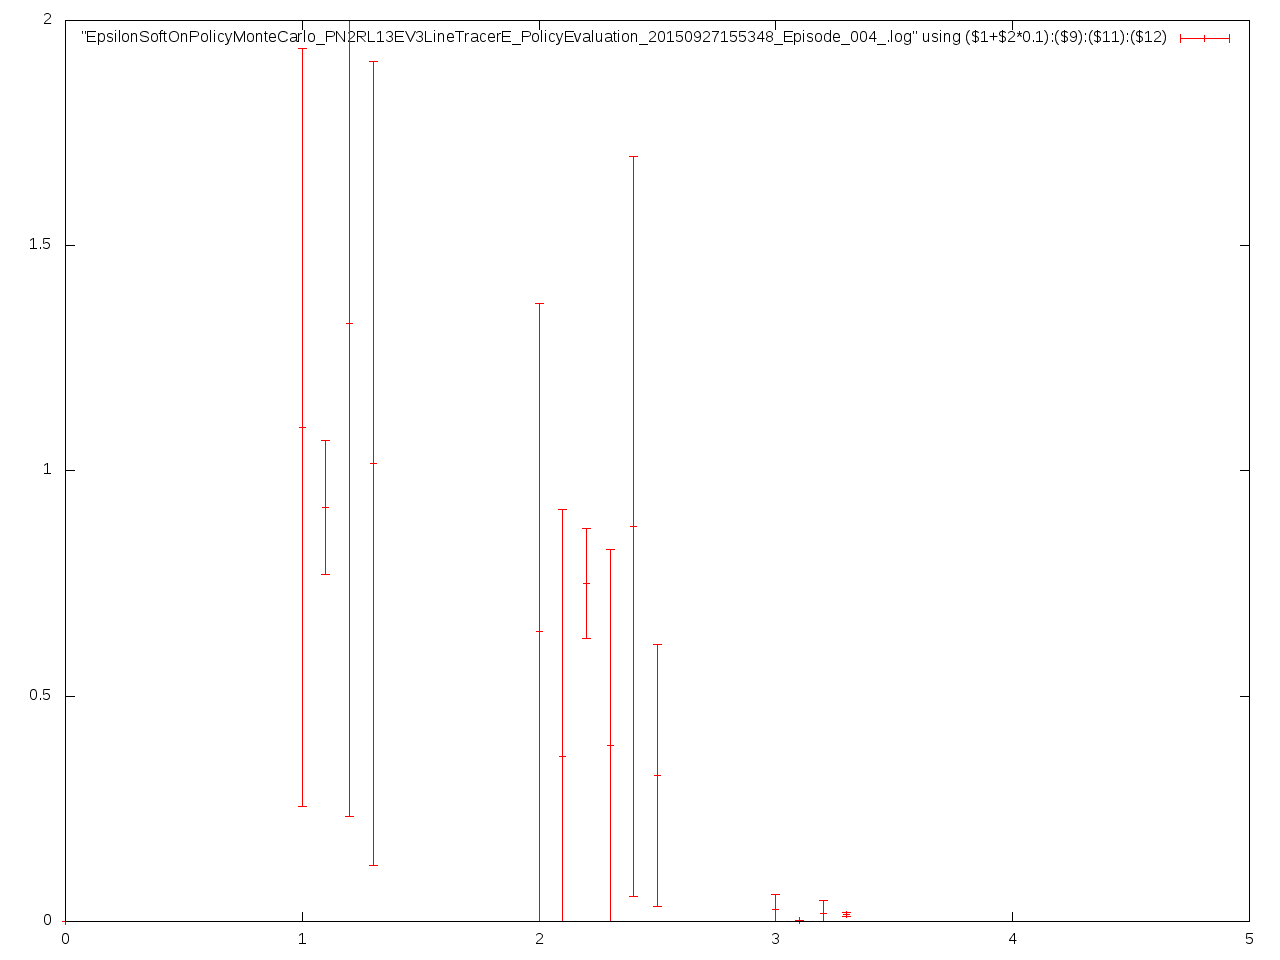 2
"EpsilonSoftOnPolicyMonteCarlo_PN2RL13EV3LineTracerE_PolicyEvaluation_20150927155348_Episode_004_.log" using ($1+$2*0.1):($9):($11):($12)
1.5
1
0.5
0
0 1 2 3 4 5